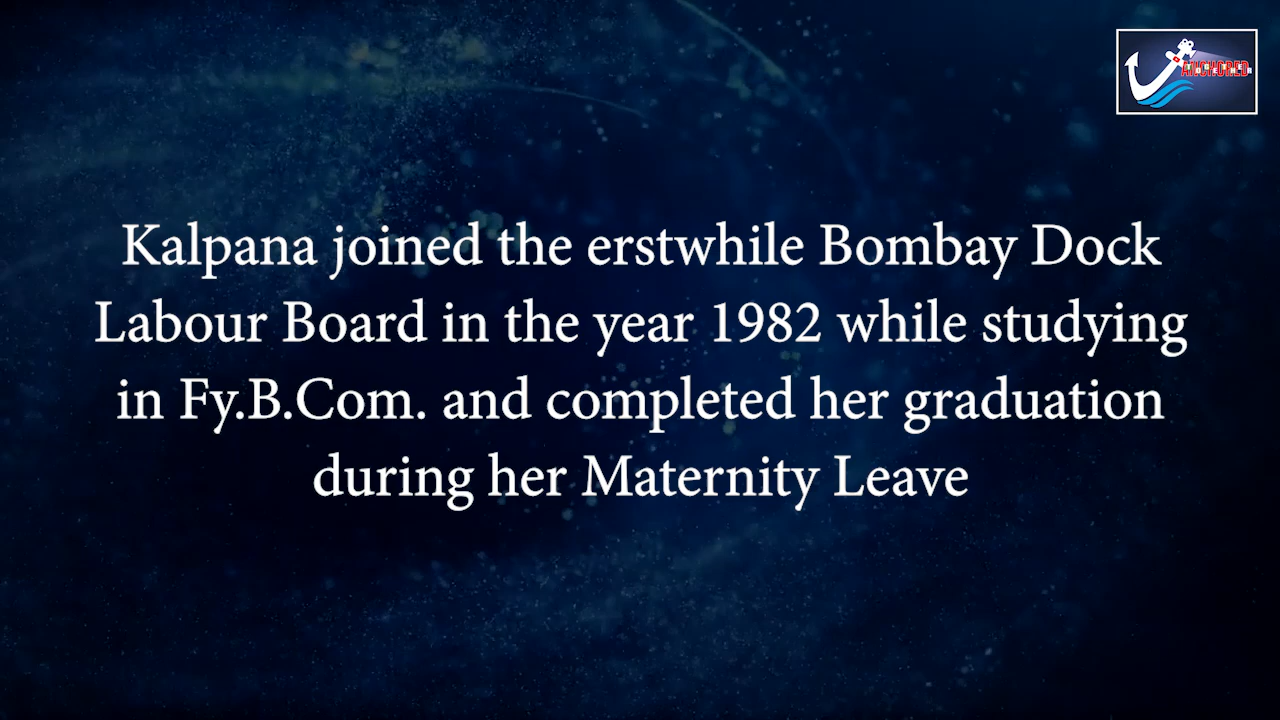 ANCHORED
Kalpana joined the erstwhile Bombay Dock
Labour Board in the year 1982 while studying
in Fy.B.Com. and completed her graduation
during her Maternity Leave